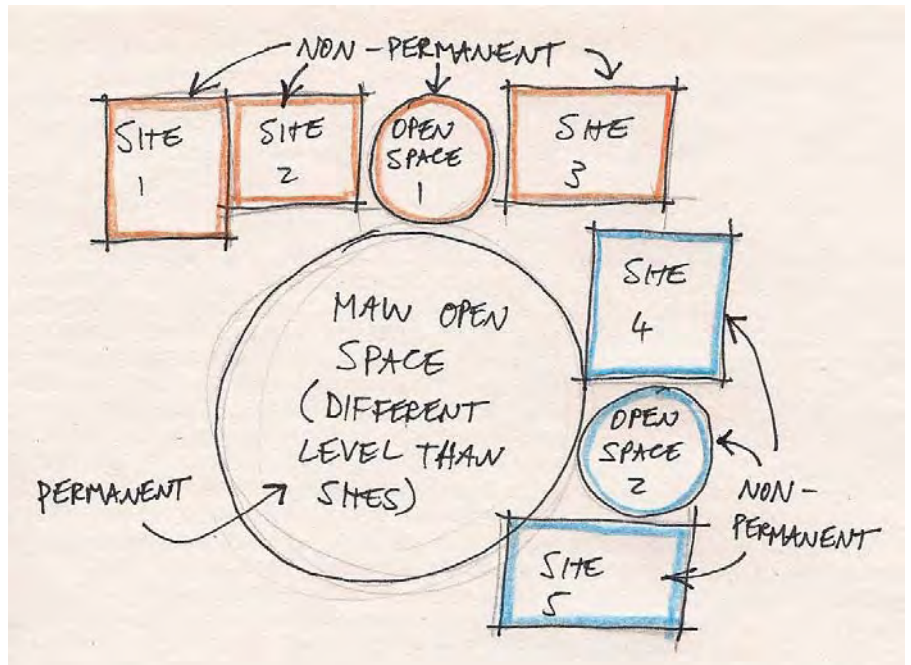 NON-PERMANENT
SITE
1
SITE
2
OPEN
SPACE
1
SITE
3
SITE
4
MAIN OPEN
SPACE
(DIFFERENT
LEVEL THAN
SITES)
PERMANENT
OPEN
SPACE
2
NON-
PERMANENT
SITE
5